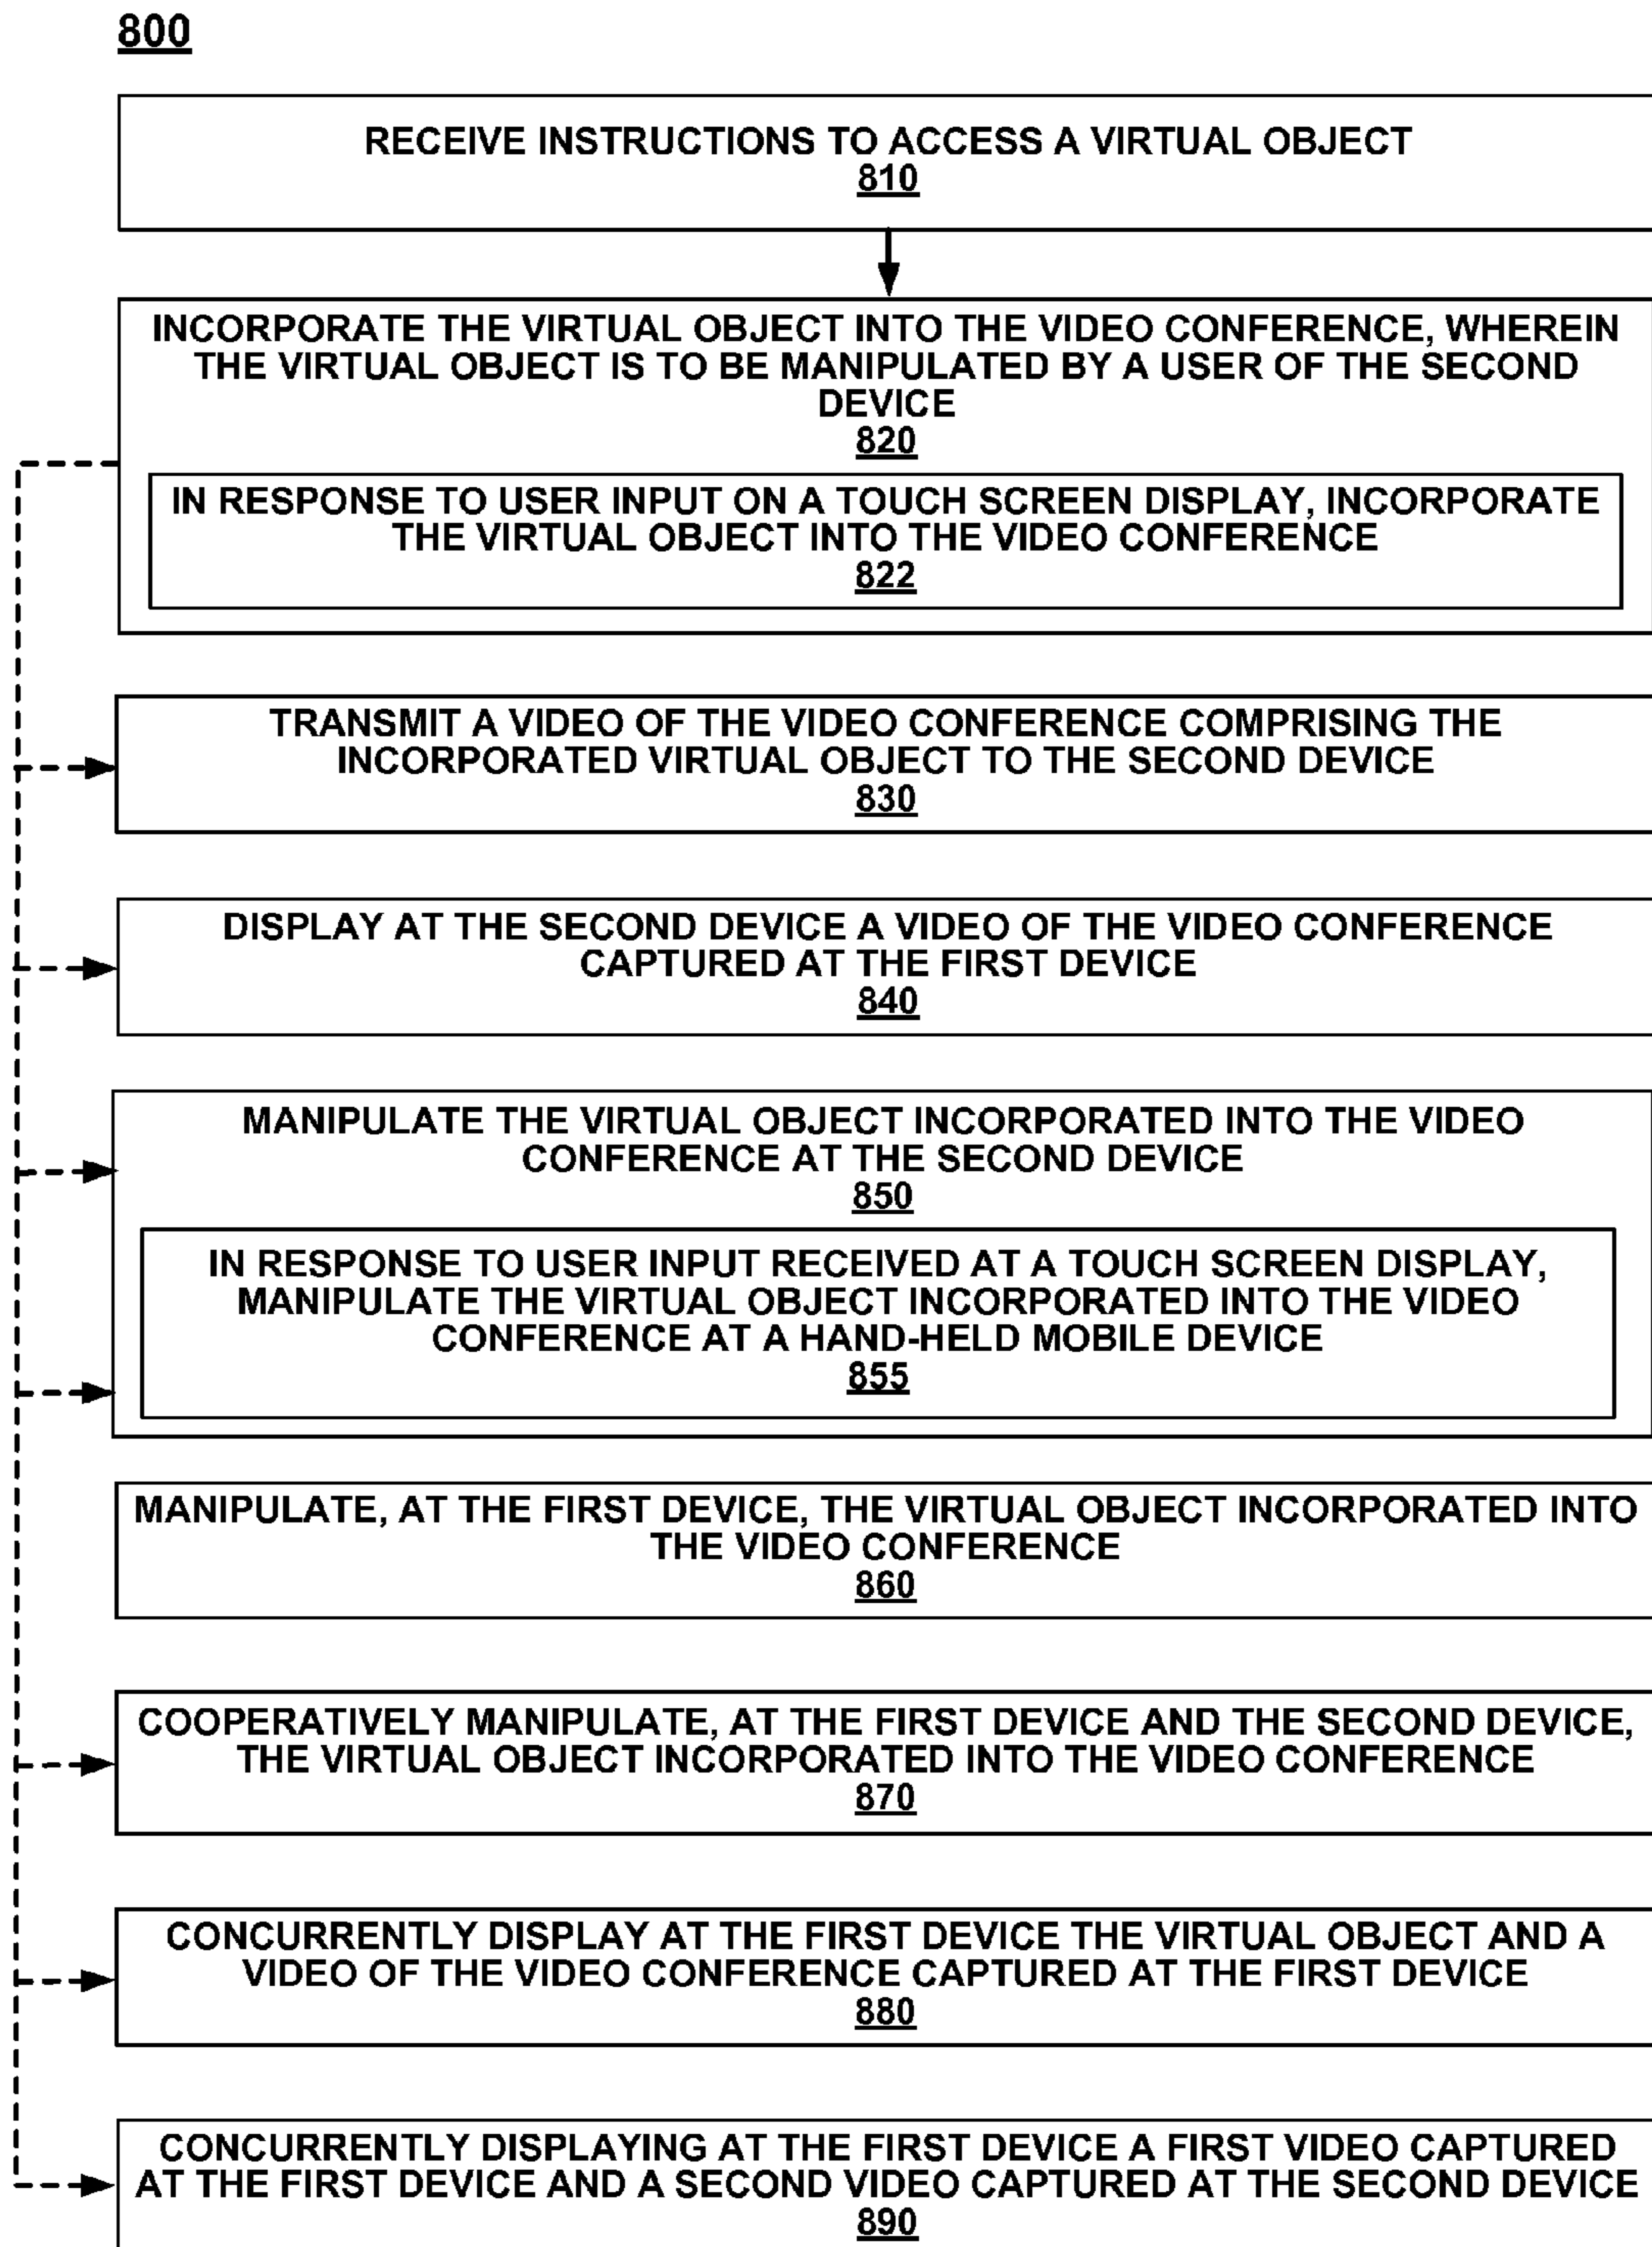 800
RECEIVE INSTRUCTIONS TO ACCESS A VIRTUAL OBJECT
810
INCORPORATE THE VIRTUAL OBJECT INTO THE VIDEO CONFERENCE, WHEREIN
THE VIRTUAL OBJECT IS TO BE MANIPULATED BY A USER OF THE SECOND
DEVICE
820
IN RESPONSE TO USER INPUT ON A TOUCH SCREEN DISPLAY, INCORPORATE
THE VIRTUAL OBJECT INTO THE VIDEO CONFERENCE
822
TRANSMIT A VIDEO OF THE VIDEO CONFERENCE COMPRISING THE
INCORPORATED VIRTUAL OBJECT TO THE SECOND DEVICE
830
DISPLAY AT THE SECOND DEVICE A VIDEO OF THE VIDEO CONFERENCE
CAPTURED AT THE FIRST DEVICE
840
MANIPULATE THE VIRTUAL OBJECT INCORPORATED INTO THE VIDEO
CONFERENCE AT THE SECOND DEVICE
850
IN RESPONSE TO USER INPUT RECEIVED AT A TOUCH SCREEN DISPLAY,
MANIPULATE THE VIRTUAL OBJECT INCORPORATED INTO THE VIDEO
CONFERENCE AT A HAND-HELD MOBILE DEVICE
855
MANIPULATE, AT THE FIRST DEVICE, THE VIRTUAL OBJECT INCORPORATED INTO
THE VIDEO CONFERENCE
860
COOPERATIVELY MANIPULATE, AT THE FIRST DEVICE AND THE SECOND DEVICE,
THE VIRTUAL OBJECT INCORPORATED INTO THE VIDEO CONFERENCE
870
CONCURRENTLY DISPLAY AT THE FIRST DEVICE THE VIRTUAL OBJECT AND A
VIDEO OF THE VIDEO CONFERENCE CAPTURED AT THE FIRST DEVICE
880
CONCURRENTLY DISPLAYING AT THE FIRST DEVICE A FIRST VIDEO CAPTURED
AT THE FIRST DEVICE AND A SECOND VIDEO CAPTURED AT THE SECOND DEVICE
890